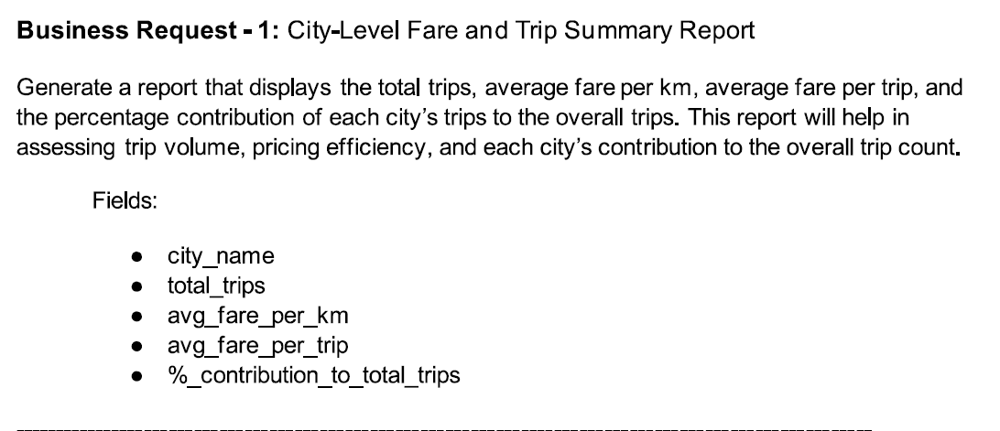 Business Request - 1: City-Level Fare and Trip Summary Report
Generate a report that displays the total trips, average fare per km, average fare per trip, and
the percentage contribution of each city's trips to the overall trips. This report will help in
assessing trip volume, pricing efficiency, and each city's contribution to the overall trip count.
Fields:
● city_name
● total_trips
● avg_fare_per_km
● avg_fare_per_trip
● %_contribution_to_total_trips